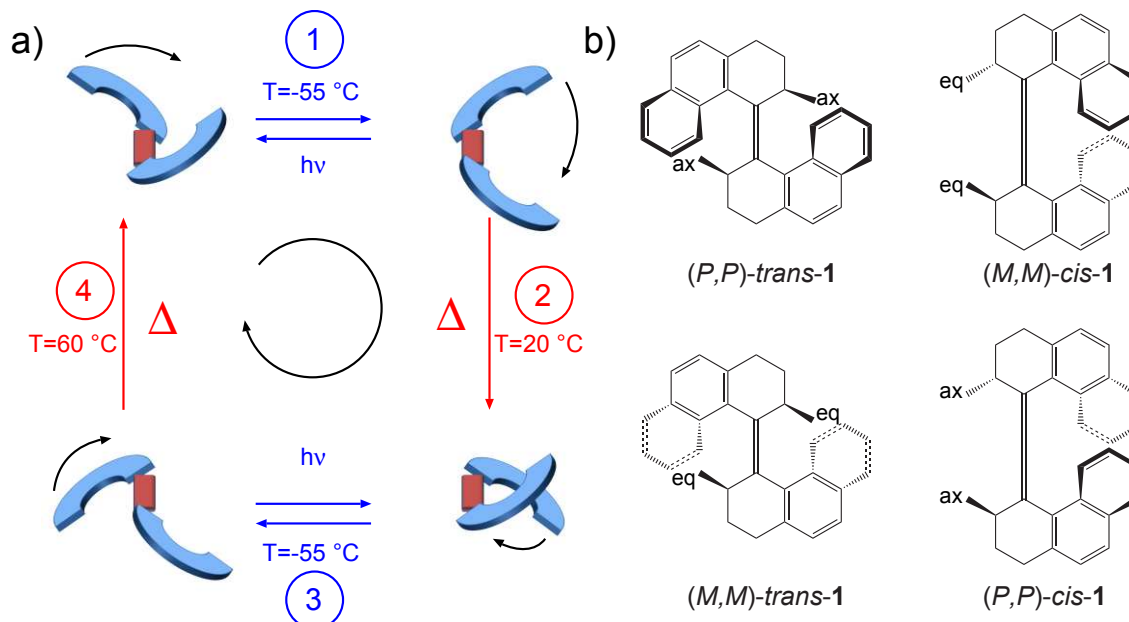 a)
1
T=-55 °C
hν
4
Δ
T=60 °C
Δ
2
T=20 °C
hν
T=-55 °C
3
b)
ax
ax
(P,P)-trans-1
eq
eq
(M,M)-cis-1
eq
eq
(M,M)-trans-1
ax
ax
(P,P)-cis-1